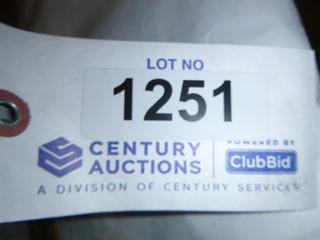 LOT NO
1251
CENTURY AUCTIONS
POWERED BY
ClubBid
A DIVISION OF CENTURY SERVICES